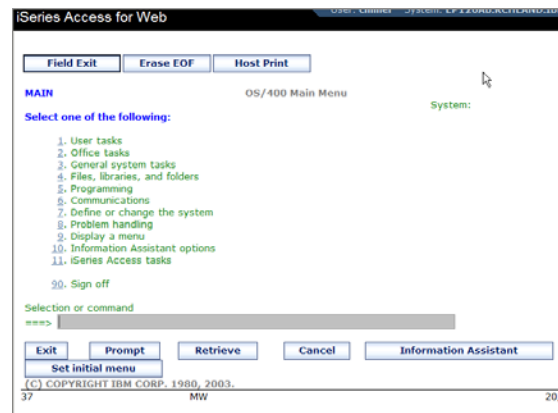 iSeries Access for Web
User: System:
Field Exit Erase EOF Host Print
MAIN OS/400 Main Menu
System:
Select one of the following:
1. User tasks
2. Office tasks
3. General system tasks
4. Files, libraries, and folders
5. Programming
6. Communications
7. Define or change the system
8. Problem handling
9. Display a menu
10. Information Assistant options
11. iSeries Access tasks
90. Sign off
Selection or command
===>
Exit Prompt Retrieve Cancel Information Assistant
Set initial menu
(C) COPYRIGHT IBM CORP. 1980, 2003.
37 MW 20